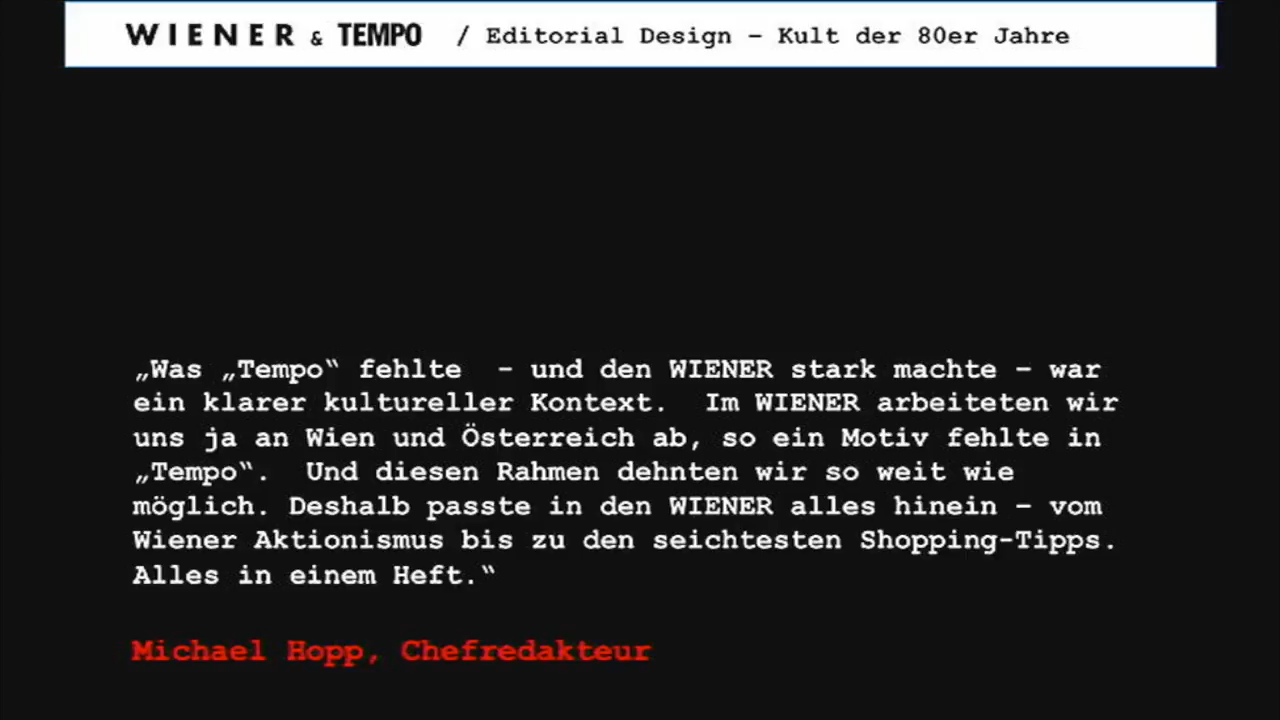 WIENER & TEMPO / Editorial Design – Kult der 80er Jahre
„Was „Tempo“ fehlte - und den WIENER stark machte – war
ein klarer kultureller Kontext. Im WIENER arbeiteten wir
uns ja an Wien und Österreich ab, so ein Motiv fehlte in
„Tempo“. Und diesen Rahmen dehnten wir so weit wie
möglich. Deshalb passte in den WIENER alles hinein – vom
Wiener Aktionismus bis zu den seichtesten Shopping-Tipps.
Alles in einem Heft.“
Michael Hopp, Chefredakteur